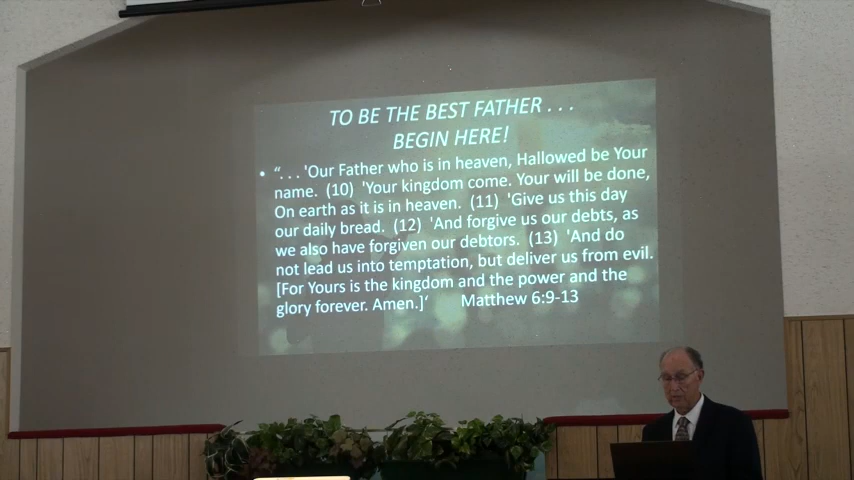 TO BE THE BEST FATHER . . .
BEGIN HERE!
• “. . . 'Our Father who is in heaven, Hallowed be Your
name. (10) 'Your kingdom come. Your will be done,
On earth as it is in heaven. (11) 'Give us this day
our daily bread. (12) 'And forgive us our debts, as
we also have forgiven our debtors. (13) 'And do
not lead us into temptation, but deliver us from evil.
[For Yours is the kingdom and the power and the
glory forever. Amen.]‘ Matthew 6:9-13